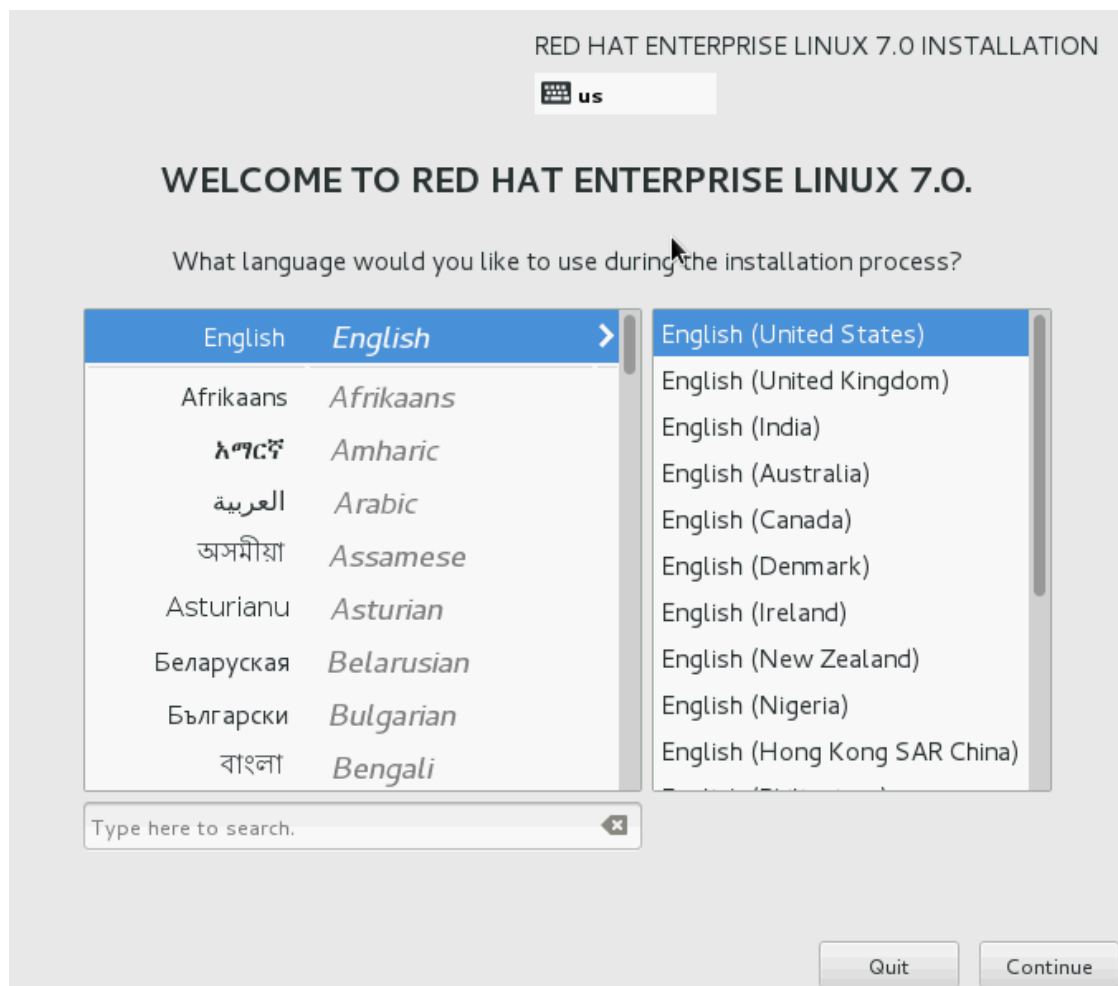 RED HAT ENTERPRISE LINUX 7.0 INSTALLATION
us
WELCOME TO RED HAT ENTERPRISE LINUX 7.0.
What language would you like to use during the installation process?
English English
Afrikaans Afrikaans
አማርኛ Amharic
العربية Arabic
অসমীয়া Assamese
Asturianu Asturian
Беларуская Belarusian
Български Bulgarian
বাংলা Bengali
Type here to search.
English (United States)
English (United Kingdom)
English (India)
English (Australia)
English (Canada)
English (Denmark)
English (Ireland)
English (New Zealand)
English (Nigeria)
English (Hong Kong SAR China)
Quit
Continue